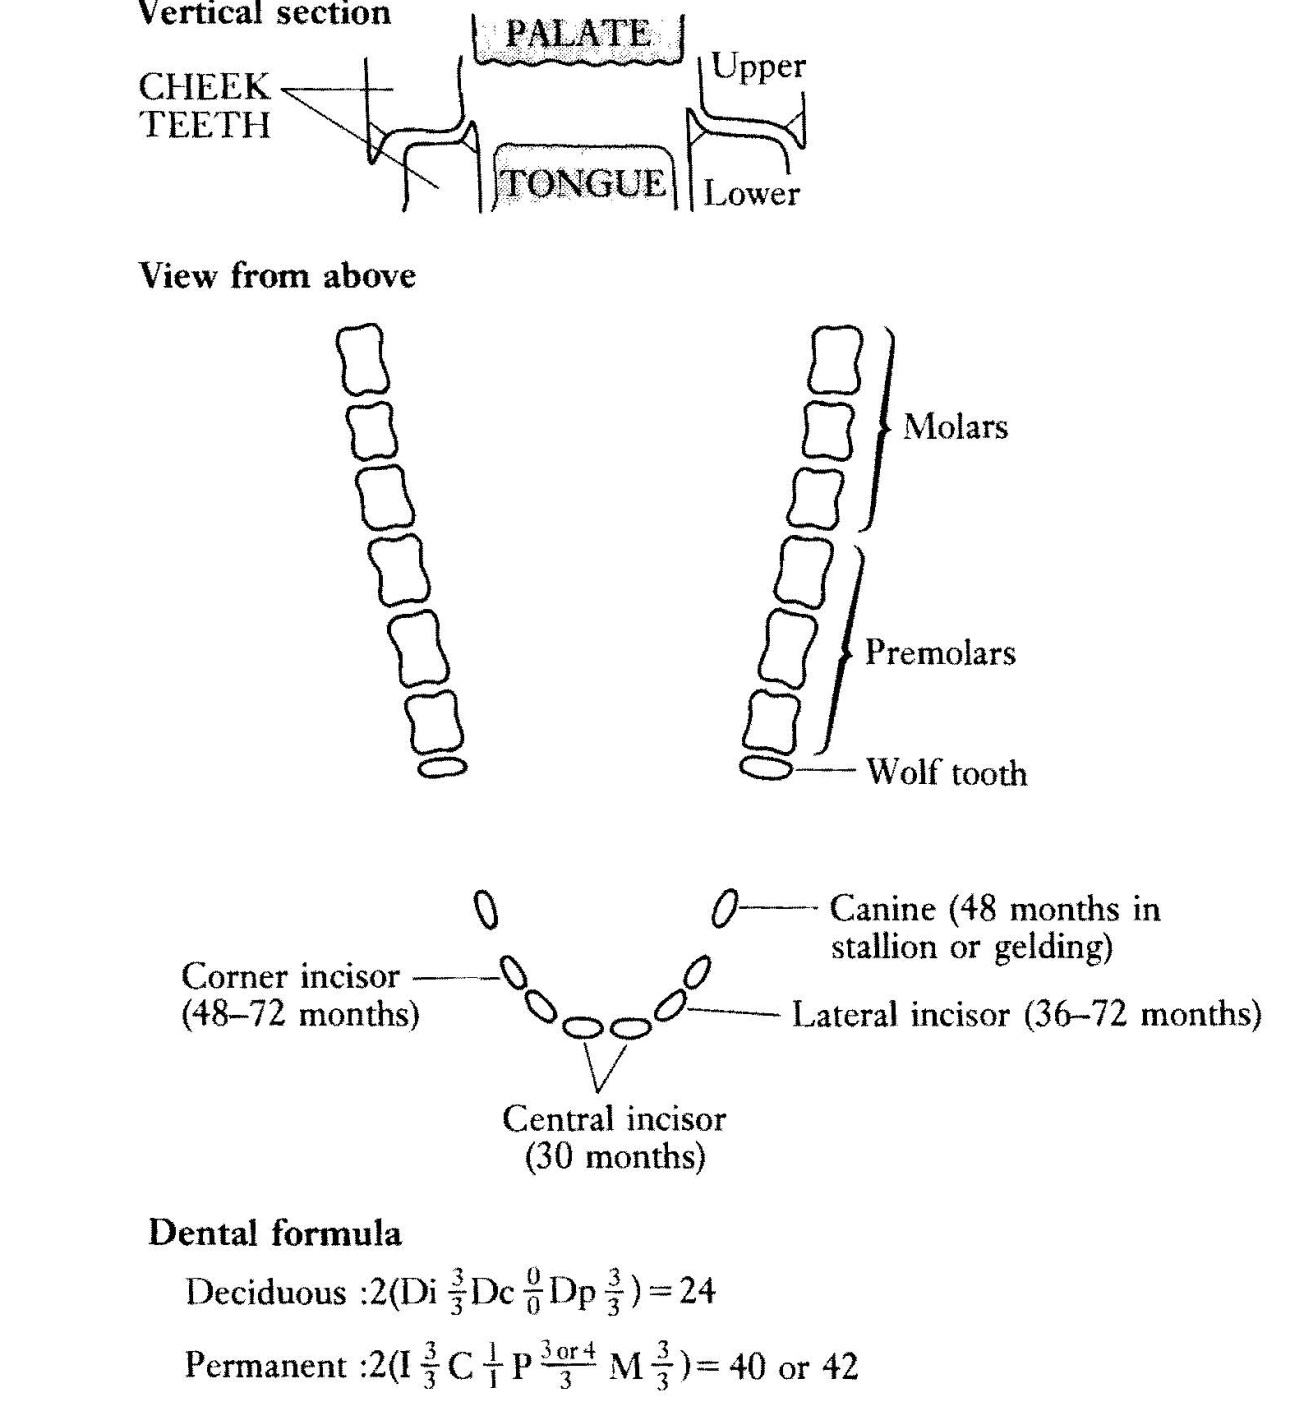 Vertical section
PALATE
Upper
CHEEK
TEETH
TONGUE
Lower
View from above
Molars
Premolars
Wolf tooth
Canine (48 months in
stallion or gelding)
Corner incisor
(48–72 months)
Lateral incisor (36–72 months)
Central incisor
(30 months)
Dental formula
Deciduous :2(Di 3/3 Dc 0/0 Dp 3/3) = 24
Permanent :2(I 3/3 C 1/1 P 3 or 4/3 M 3/3) = 40 or 42